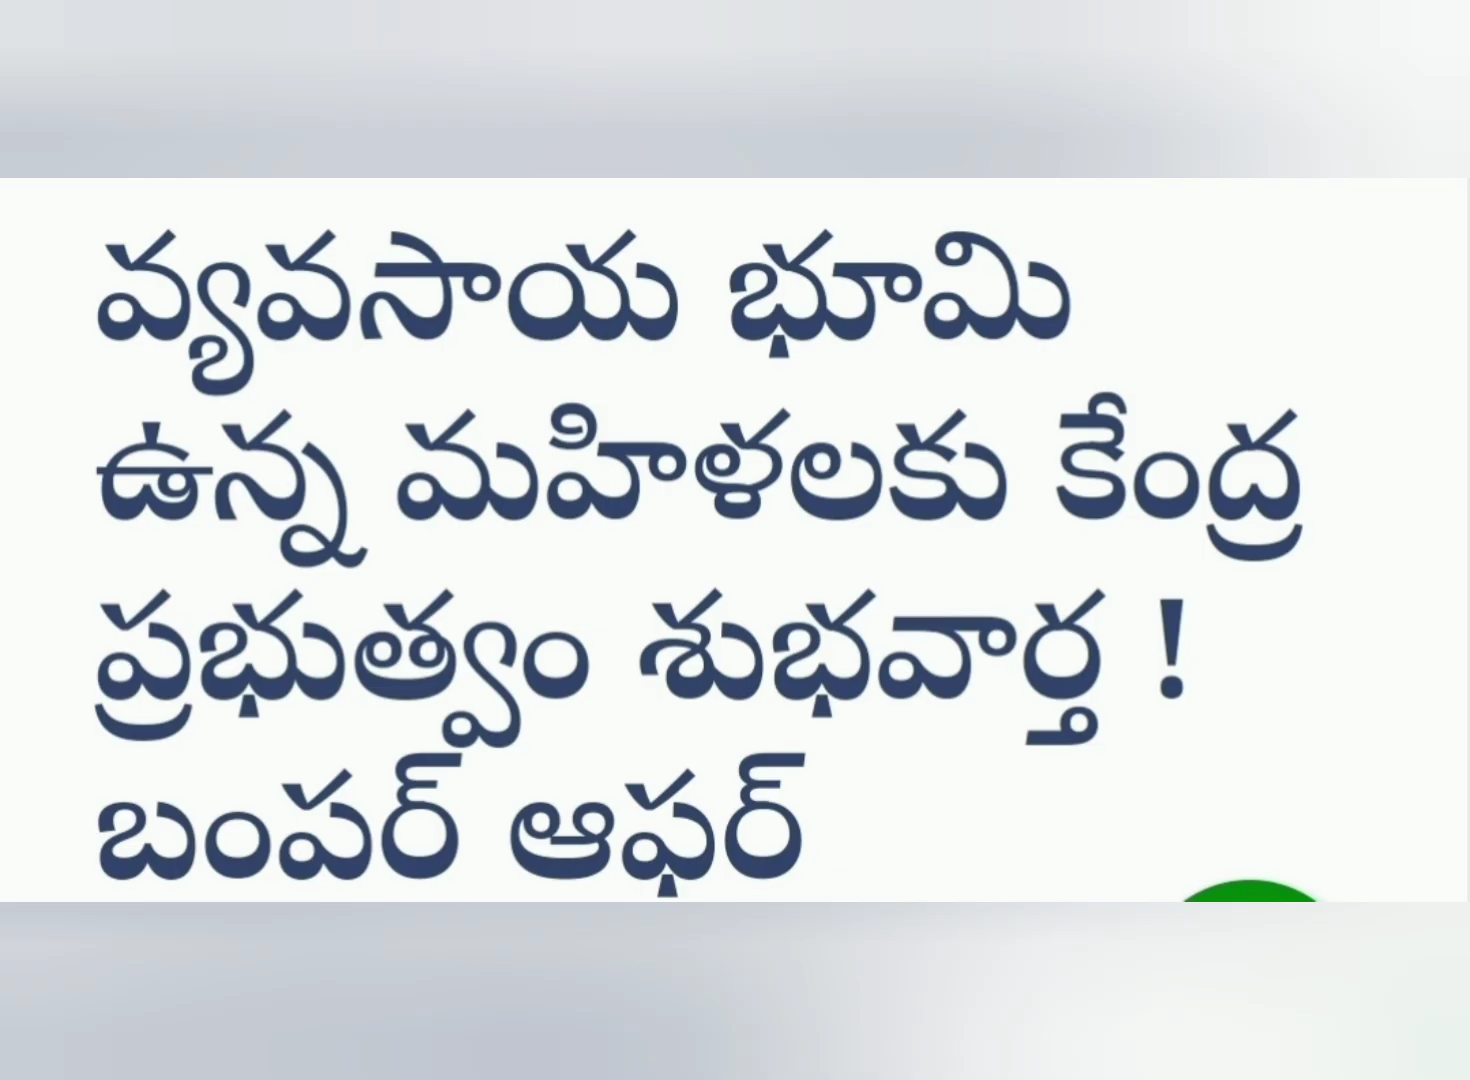 వ్యవసాయ భూమి
ఉన్న మహిళలకు కేంద్ర
ప్రభుత్వం శుభవార్త !
బంపర్ ఆఫర్